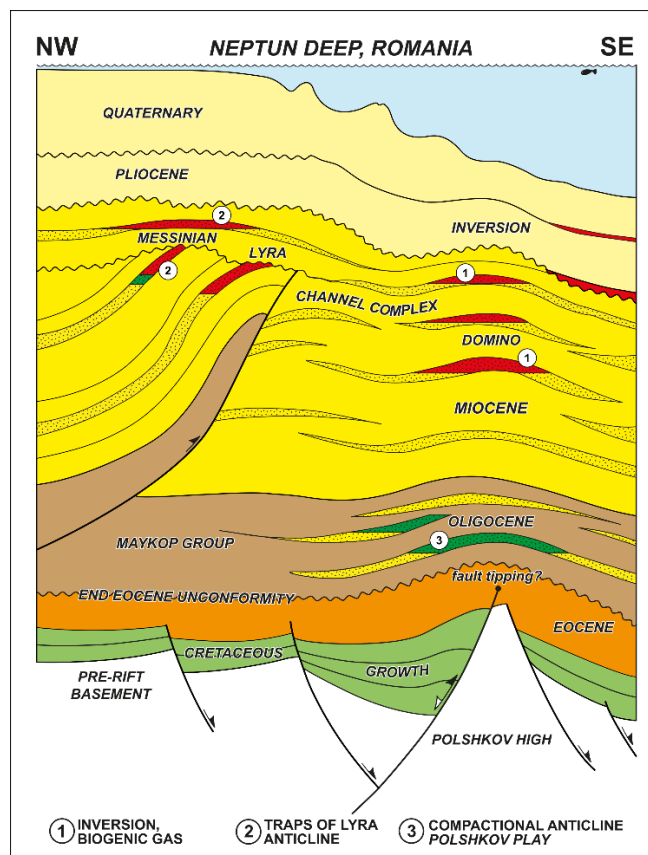 NW NEPTUN DEEP, ROMANIA SE
QUATERNARY
PLIOCENE
INVERSION
2
MESSINIAN
LYRA
2
1
CHANNEL COMPLEX
DOMINO
1
MIOCENE
OLIGOCENE
MAYKOP GROUP
3
fault tipping?
END EOCENE UNCONFORMITY
EOCENE
CRETACEOUS
GROWTH
PRE-RIFT
BASEMENT
POLSHKOV HIGH
1 INVERSION,
BIOGENIC GAS
2 TRAPS OF LYRA
ANTICLINE
3 COMPACTIONAL ANTICLINE
POLSHKOV PLAY